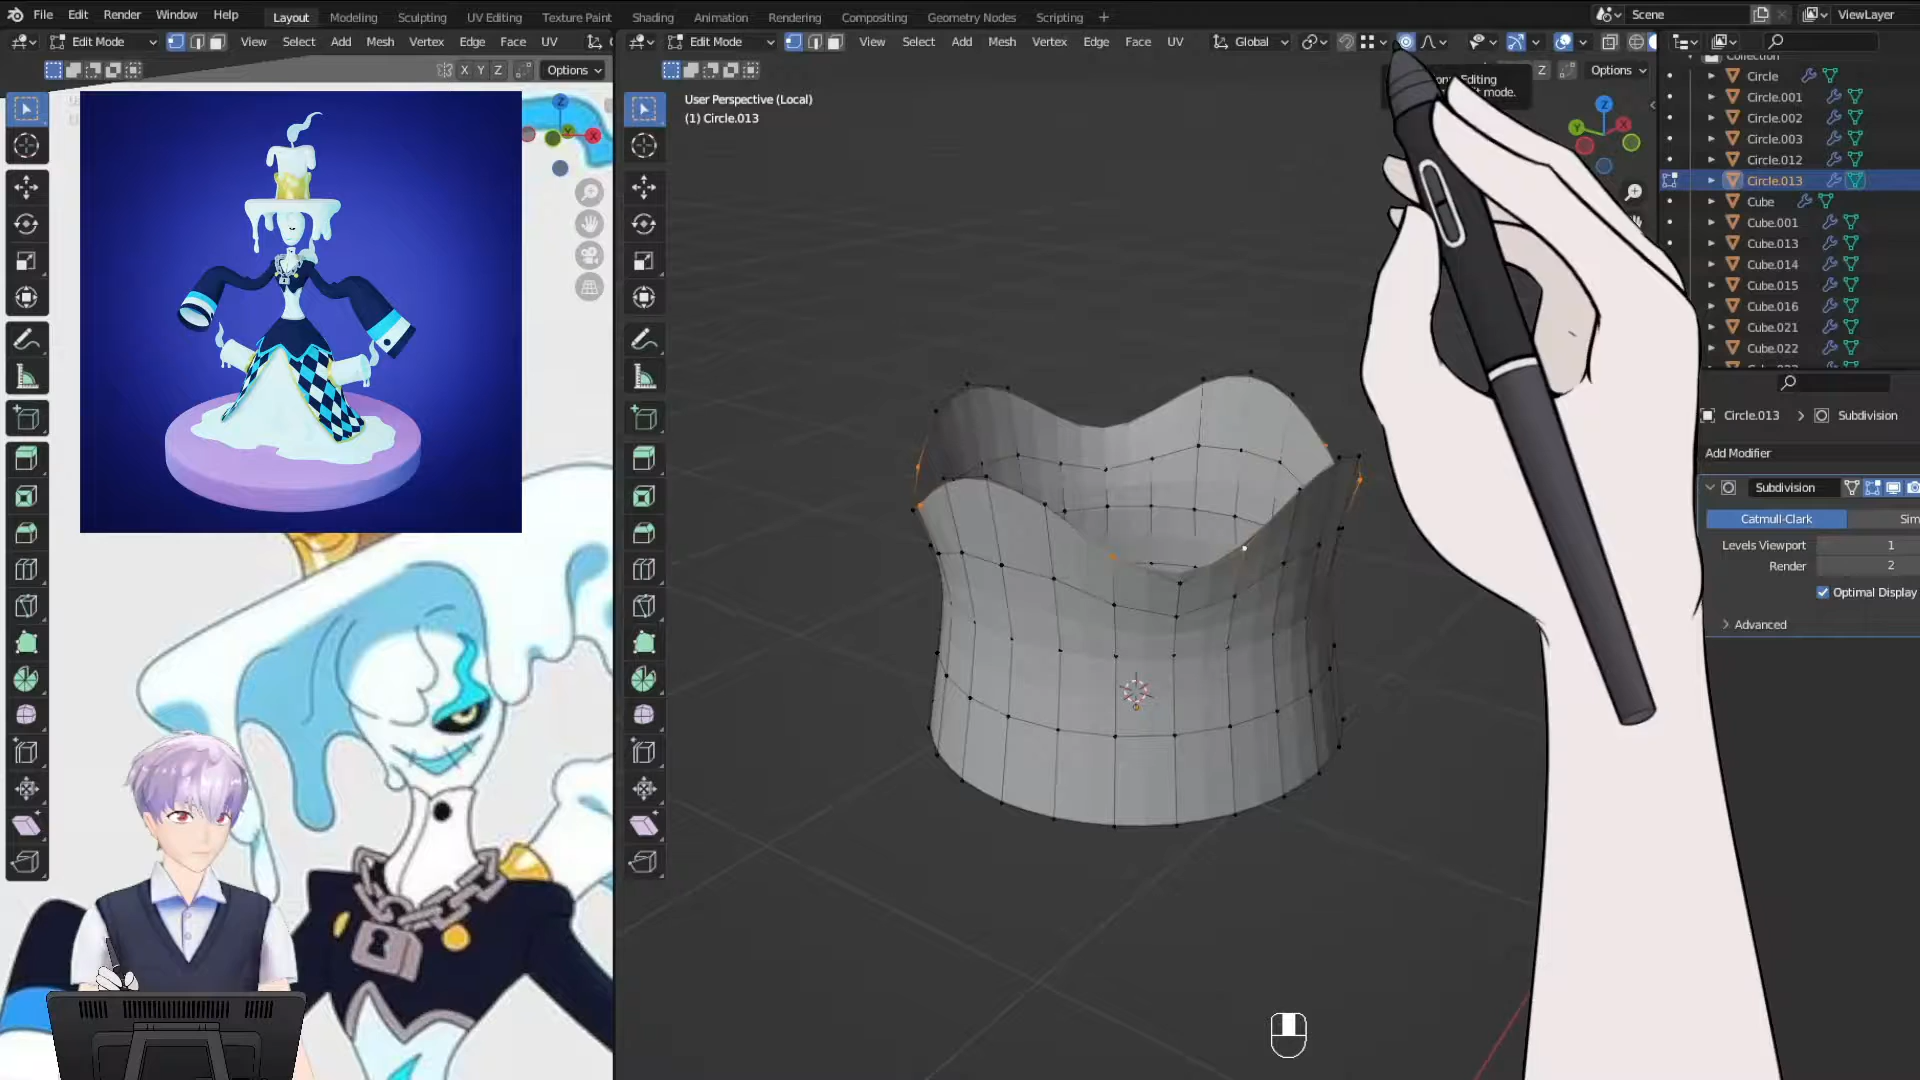 File Edit Render Window Help Layout Modeling Sculpting UV Editing Texture Paint Shading Animation Rendering Compositing Geometry Nodes Scripting + Scene ViewLayer
Edit Mode View Select Add Mesh Vertex Edge Face UV
Edit Mode View Select Add Mesh Vertex Edge Face UV Global
X Y Z Options
Z Options
User Perspective (Local)
(1) Circle.013
Editing
mode.
Z
Y
X
Z
Y
X
Collection
Circle
Circle.001
Circle.002
Circle.003
Circle.012
Circle.013
Cube
Cube.001
Cube.013
Cube.014
Cube.015
Cube.016
Cube.021
Cube.022
Circle.013 > Subdivision
Add Modifier
Subdivision
Catmull-Clark Sim
Levels Viewport 1
Render 2
Optimal Display
Advanced